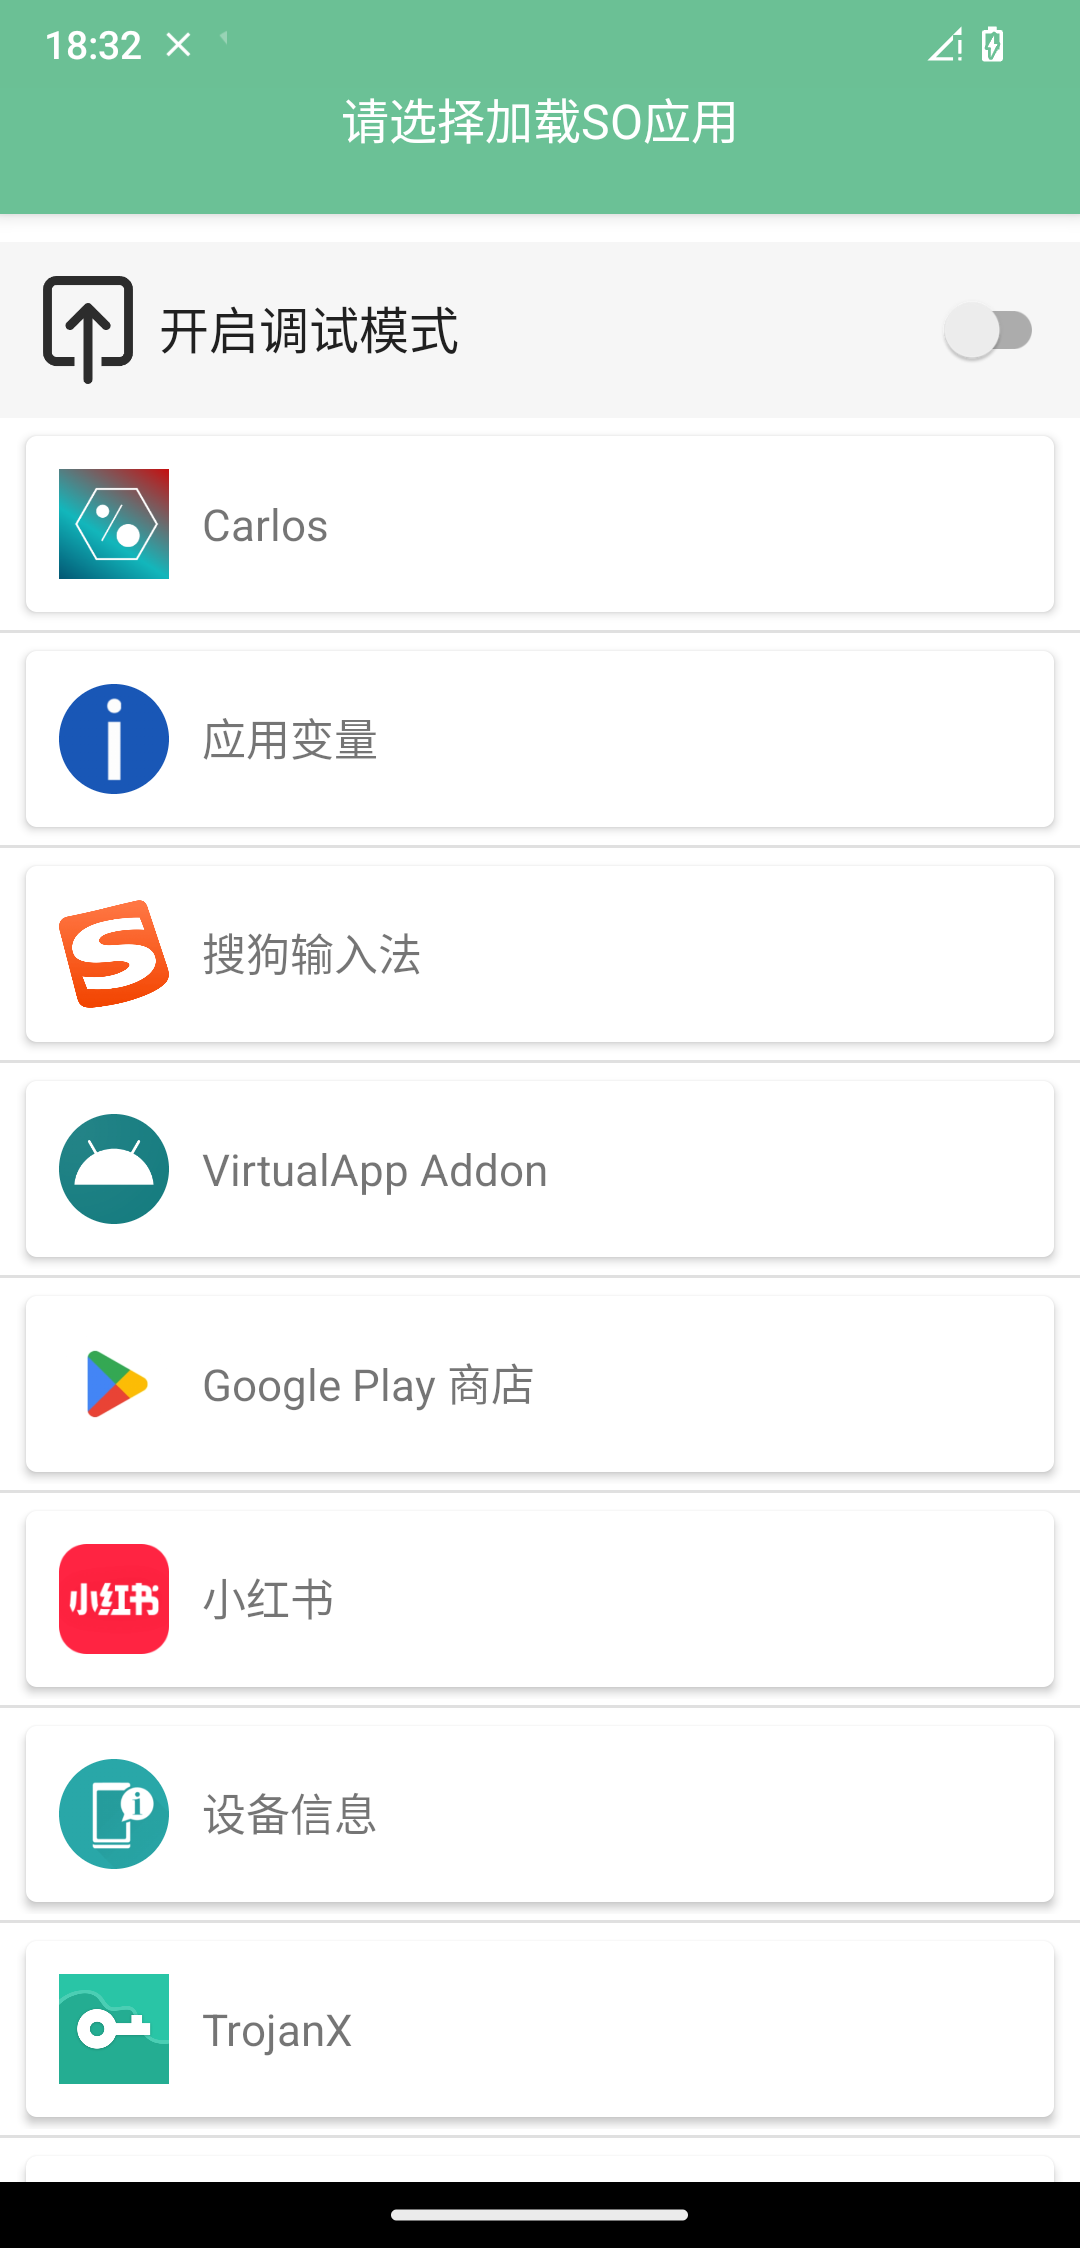 18:32
请选择加载SO应用
开启调试模式
Carlos
应用变量
搜狗输入法
VirtualApp Addon
Google Play 商店
小红书
小红书
设备信息
TrojanX